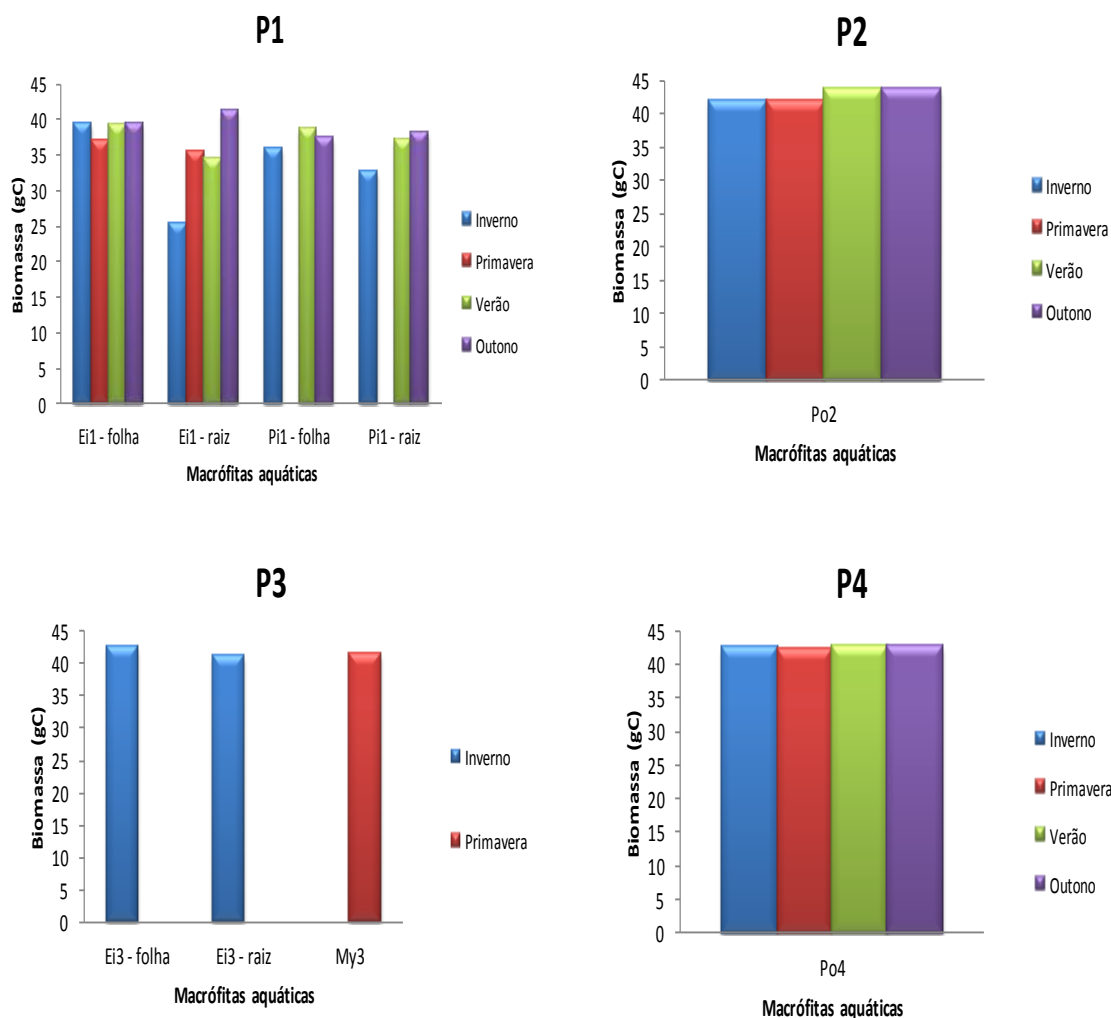 P1
45
40
35
30
25
20
15
10
5
0
Biomassa (gC)
Ei1 - folha
Ei1 - raiz
Pi1 - folha
Pi1 - raiz
Macrófitas aquáticas
Inverno
Primavera
Verão
Outono
P2
45
40
35
30
25
20
15
10
5
0
Biomassa (gC)
Po2
Macrófitas aquáticas
Inverno
Primavera
Verão
Outono
P3
45
40
35
30
25
20
15
10
5
0
Biomassa (gC)
Ei3 - folha
Ei3 - raiz
My3
Macrófitas aquáticas
Inverno
Primavera
P4
45
40
35
30
25
20
15
10
5
0
Biomassa (gC)
Po4
Macrófitas aquáticas
Inverno
Primavera
Verão
Outono